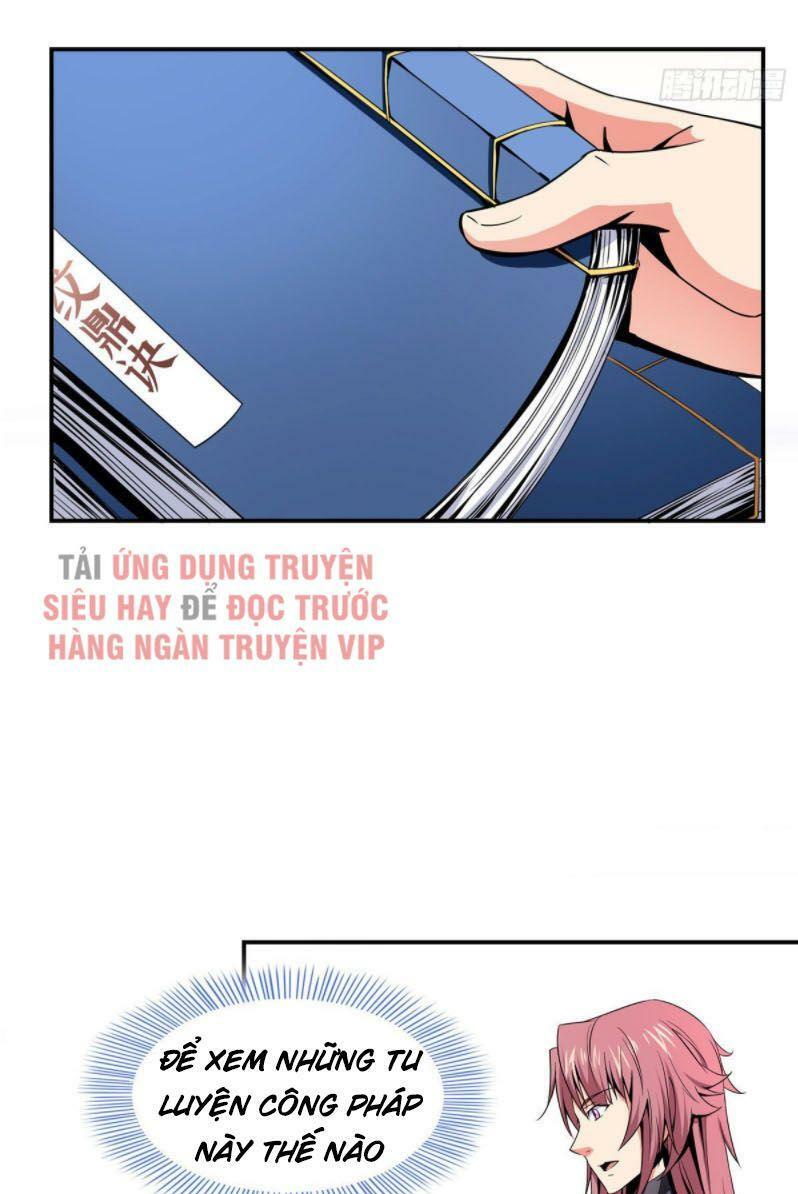 腾讯动漫
纹鼎诀
TẢI ỨNG DỤNG TRUYỆN
SIÊU HAY ĐỂ ĐỌC TRƯỚC
HÀNG NGÀN TRUYỆN VIP
ĐỂ XEM NHỮNG TU
LUYỆN CÔNG PHÁP
NÀY THẾ NÀO